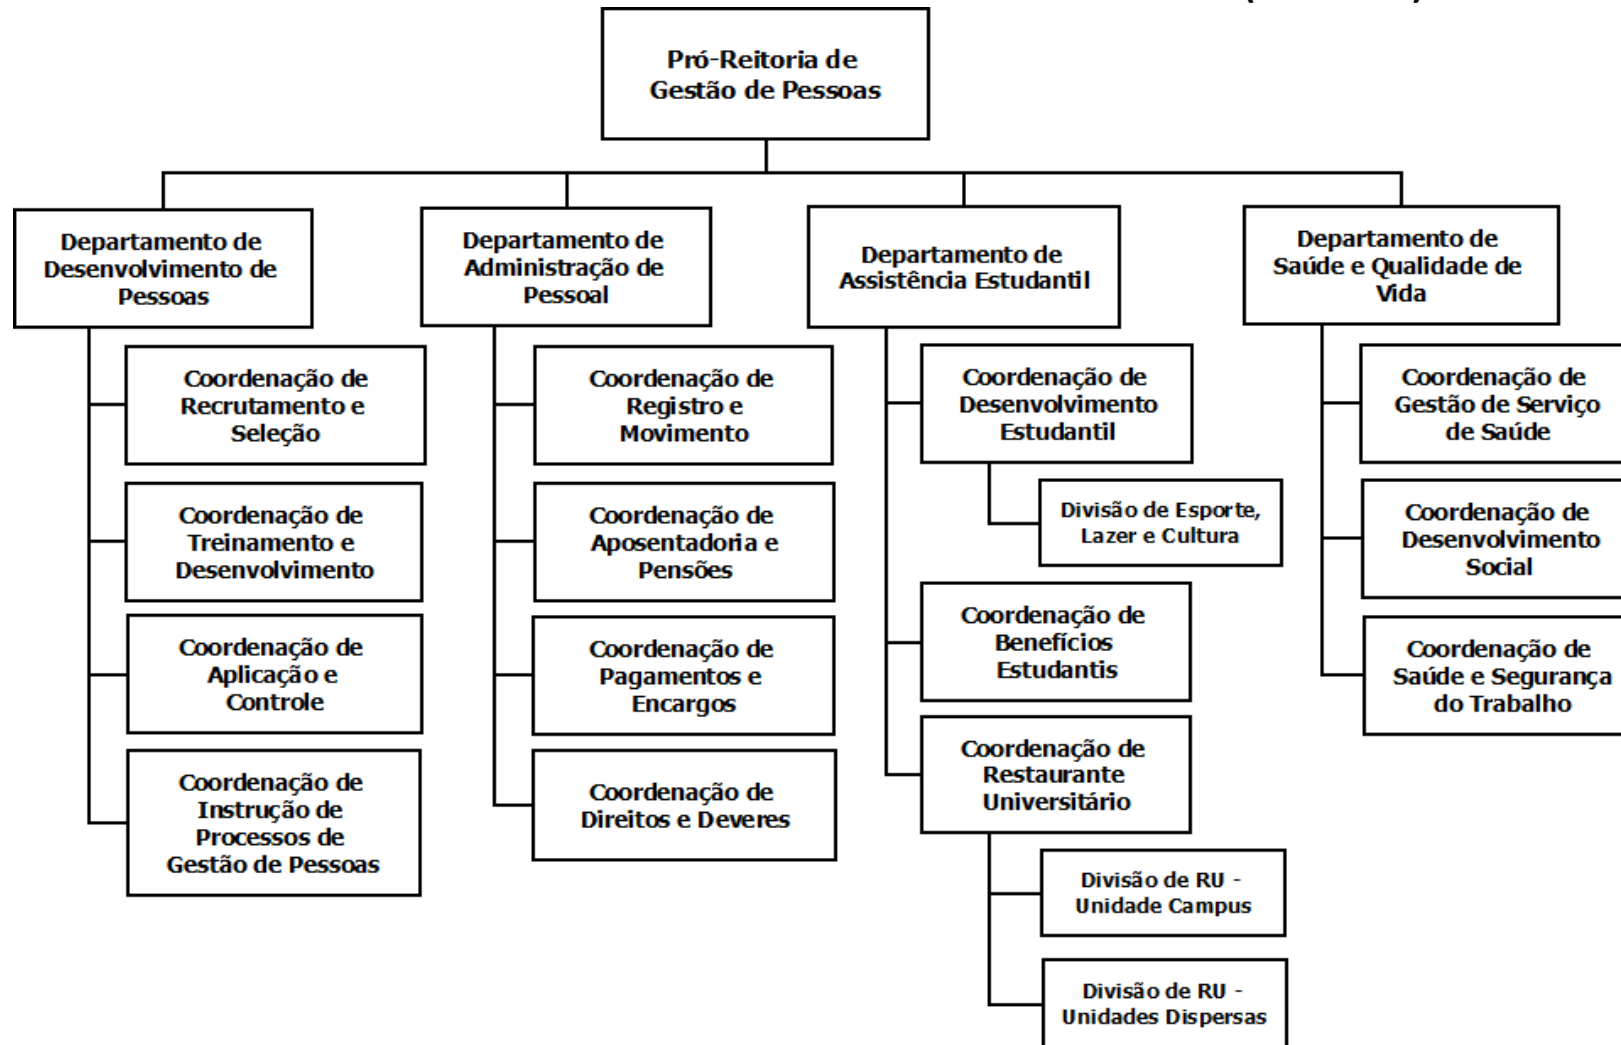 Pró-Reitoria de
Gestão de Pessoas
Departamento de
Desenvolvimento de
Pessoas
Coordenação de
Recrutamento e
Seleção
Coordenação de
Treinamento e
Desenvolvimento
Coordenação de
Aplicação e
Controle
Coordenação de
Instrução de
Processos de
Gestão de Pessoas
Departamento de
Administração de
Pessoal
Coordenação de
Registro e
Movimento
Coordenação de
Aposentadoria e
Pensões
Coordenação de
Pagamentos e
Encargos
Coordenação de
Direitos e Deveres
Departamento de
Assistência Estudantil
Coordenação de
Desenvolvimento
Estudantil
Divisão de Esporte,
Lazer e Cultura
Coordenação de
Benefícios
Estudantis
Coordenação de
Restaurante
Universitário
Divisão de RU -
Unidade Campus
Divisão de RU -
Unidades Dispersas
Departamento de
Saúde e Qualidade de
Vida
Coordenação de
Gestão de Serviço
de Saúde
Coordenação de
Desenvolvimento
Social
Coordenação de
Saúde e Segurança
do Trabalho